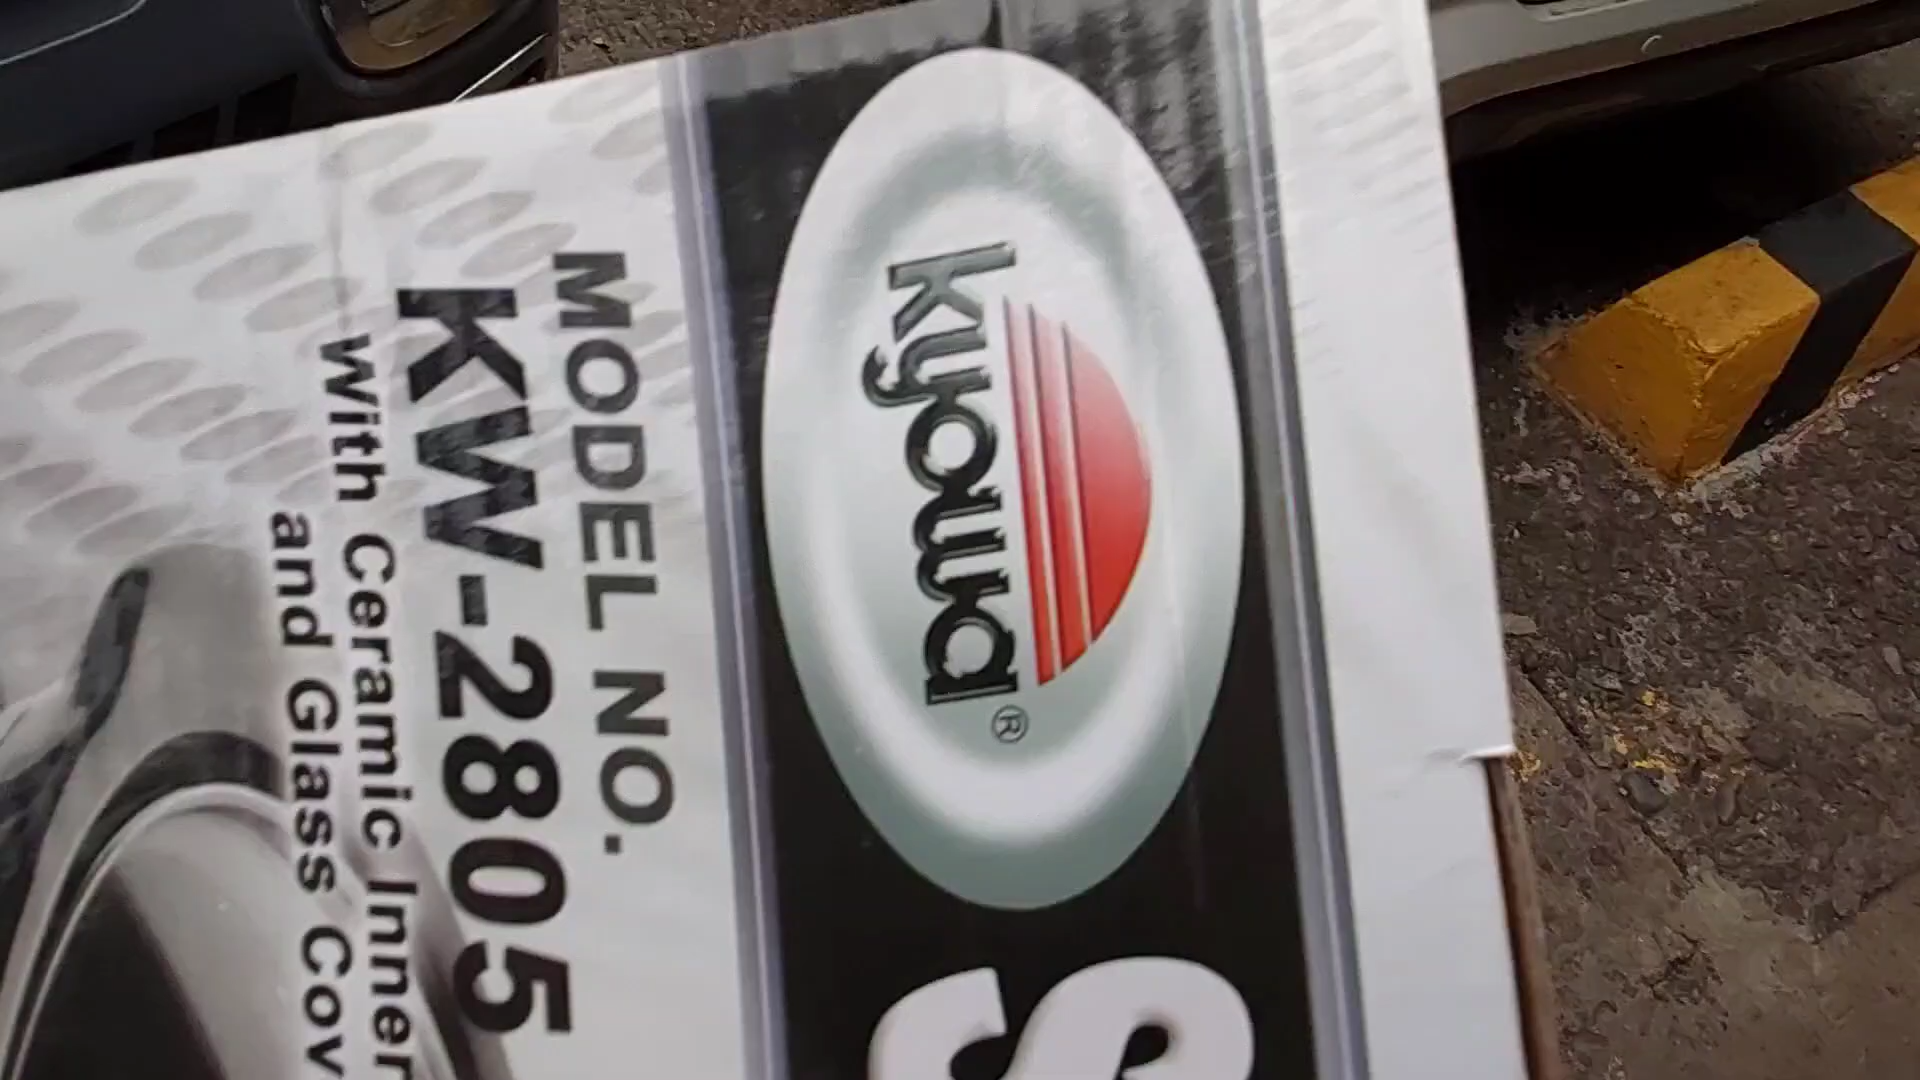 kyowa®
S
MODEL NO.
KW-2805
With Ceramic Inner
and Glass Cov